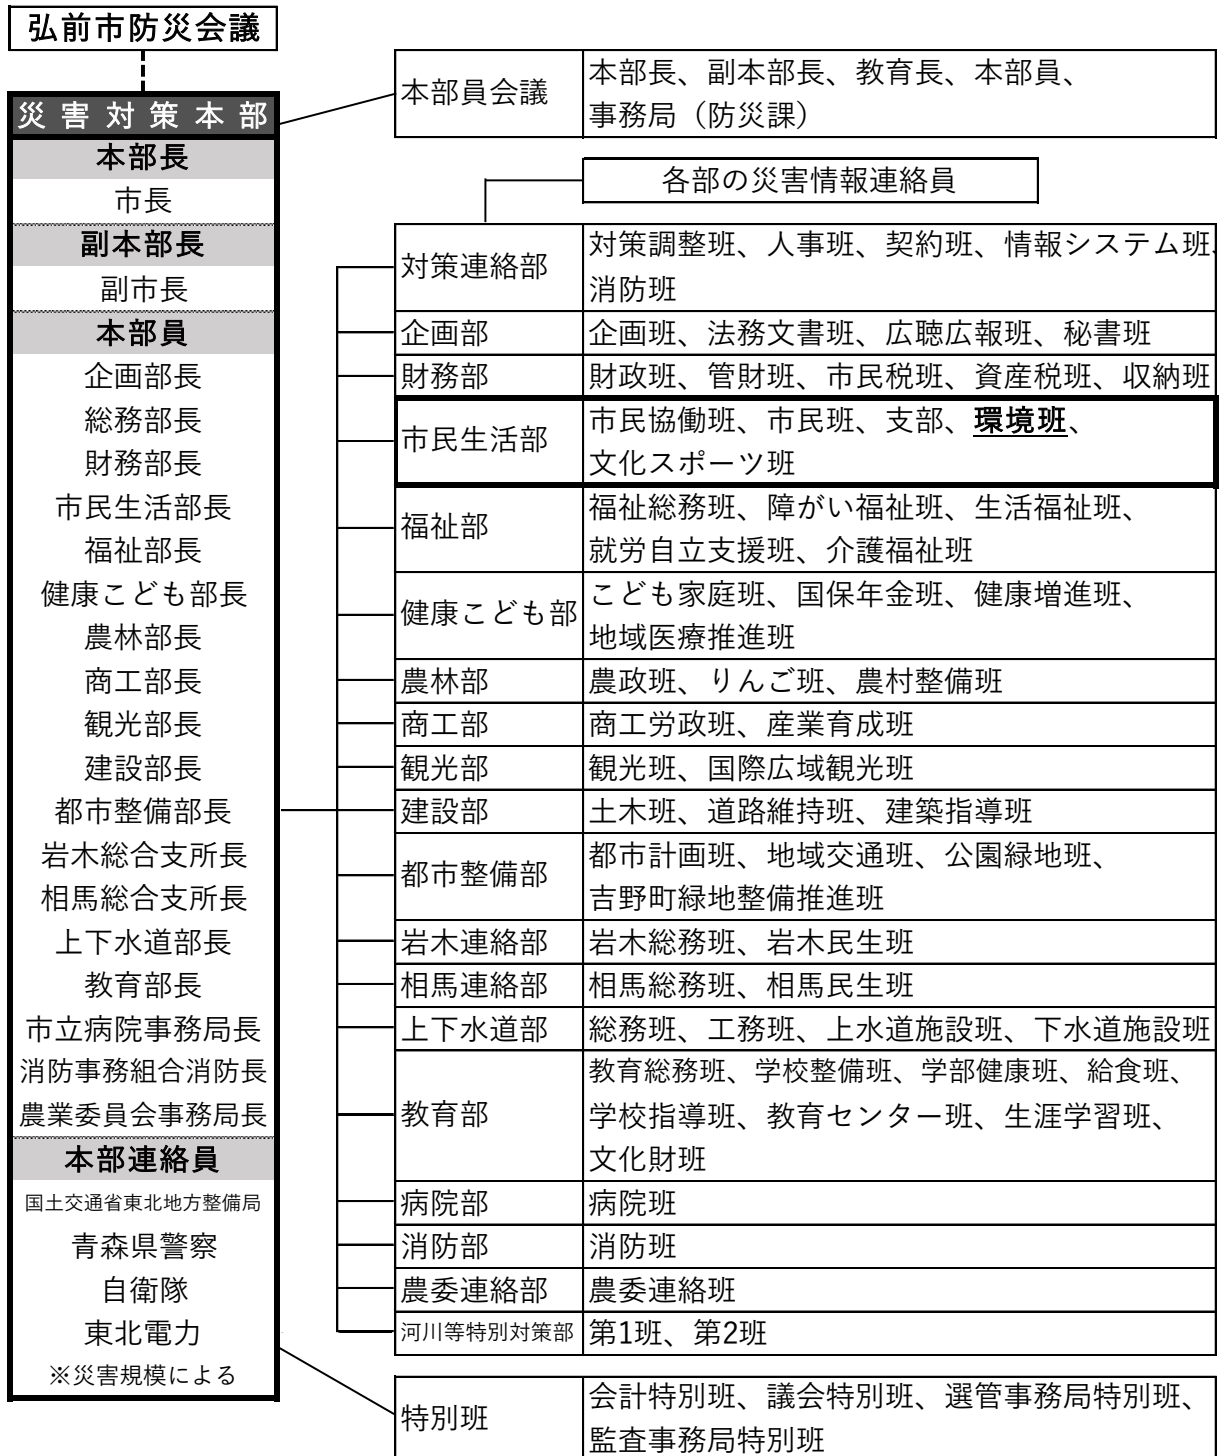 弘前市防災会議
災害対策本部
本部長
市長
副本部長
副市長
本部員
企画部長
総務部長
財務部長
市民生活部長
福祉部長
健康こども部長
農林部長
商工部長
観光部長
建設部長
都市整備部長
岩木総合支所長
相馬総合支所長
上下水道部長
教育部長
市立病院事務局長
消防事務組合消防長
農業委員会事務局長
本部連絡員
国土交通省東北地方整備局
青森県警察
自衛隊
東北電力
※災害規模による
本部員会議
本部長、副本部長、教育長、本部員、
事務局（防災課）
各部の災害情報連絡員
対策連絡部
対策調整班、人事班、契約班、情報システム班、
消防班
企画部
企画班、法務文書班、広聴広報班、秘書班
財務部
財政班、管財班、市民税班、資産税班、収納班
市民生活部
市民協働班、市民班、支部、環境班、
文化スポーツ班
福祉部
福祉総務班、障がい福祉班、生活福祉班、
就労自立支援班、介護福祉班
健康こども部
こども家庭班、国保年金班、健康増進班、
地域医療推進班
農林部
農政班、りんご班、農村整備班
商工部
商工労政班、産業育成班
観光部
観光班、国際広域観光班
建設部
土木班、道路維持班、建築指導班
都市整備部
都市計画班、地域交通班、公園緑地班、
吉野町緑地整備推進班
岩木連絡部
岩木総務班、岩木民生班
相馬連絡部
相馬総務班、相馬民生班
上下水道部
総務班、工務班、上水道施設班、下水道施設班
教育部
教育総務班、学校整備班、学部健康班、給食班、
学校指導班、教育センター班、生涯学習班、
文化財班
病院部
病院班
消防部
消防班
農委連絡部
農委連絡班
河川等特別対策部
第1班、第2班
特別班
会計特別班、議会特別班、選管事務局特別班、
監査事務局特別班